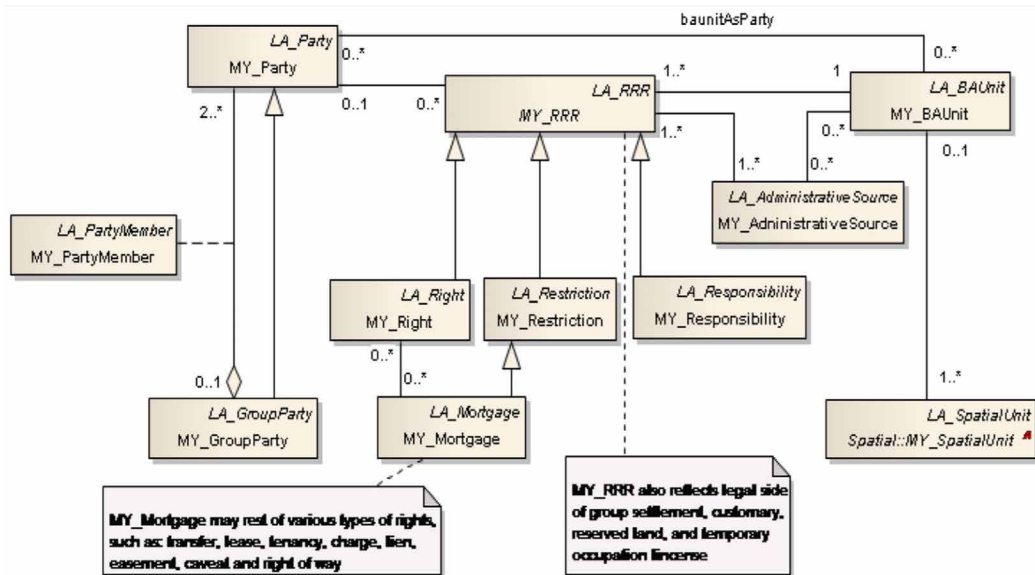 baunitAsParty
LA_Party
MY_Party
0..*
0..*
2..*
0..1
0..*
LA_RRR
MY_RRR
1..*
1
1..*
LA_BAUnit
MY_BAUnit
0..*
0..1
1..*
0..*
LA_AdministrativeSource
MY_AdninistrativeSource
LA_PartyMember
MY_PartyMember
LA_Right
MY_Right
LA_Restriction
MY_Restriction
LA_Responsibility
MY_Responsibility
0..*
0..*
0..1
1..*
LA_GroupParty
MY_GroupParty
LA_Mortgage
MY_Mortgage
LA_SpatialUnit
Spatial::MY_SpatialUnit
MY_Mortgage may rest of various types of rights,
such as: transfer, lease, tenancy, charge, lien,
easement, caveat and right of way
MY_RRR also reflects legal side
of group settlement, customary,
reserved land, and temporary
occupation lincense